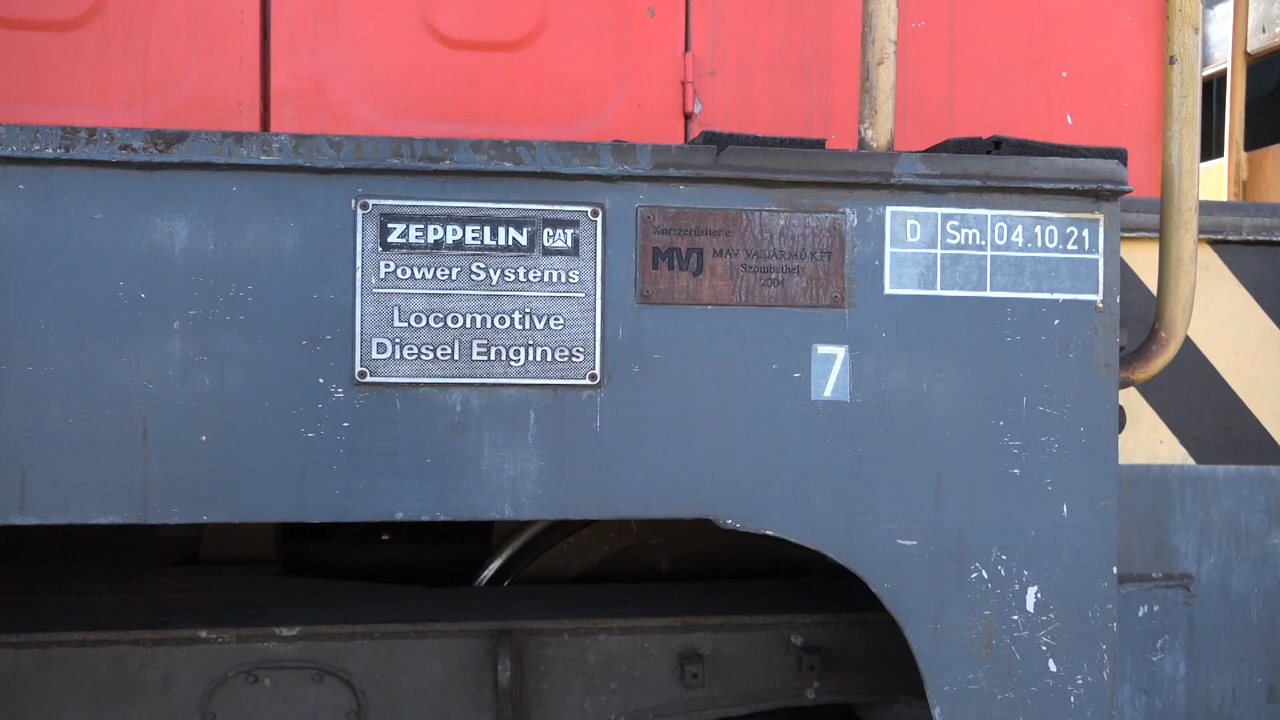 ZEPPELIN CAT
Power Systems
Locomotive
Diesel Engines
Korszerűsítette:
MVJ MÁV VASJÁRMŰ KFT
Szombathely
2004
D Sm. 04.10.21.
7